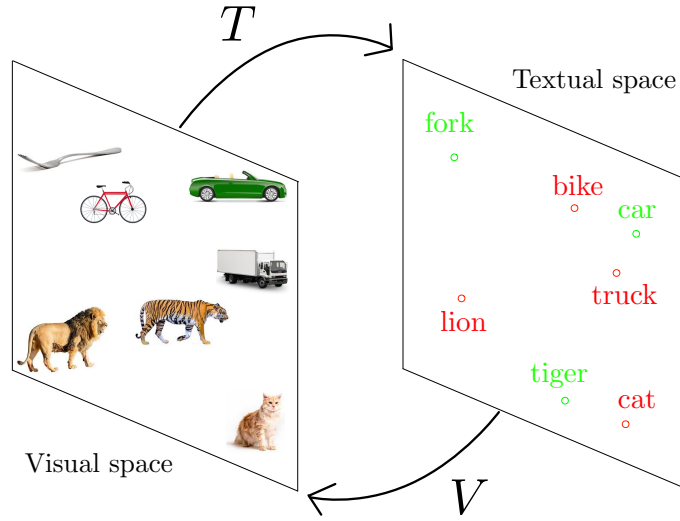 T
Textual space
fork
bike
car
truck
lion
tiger
cat
Visual space
V